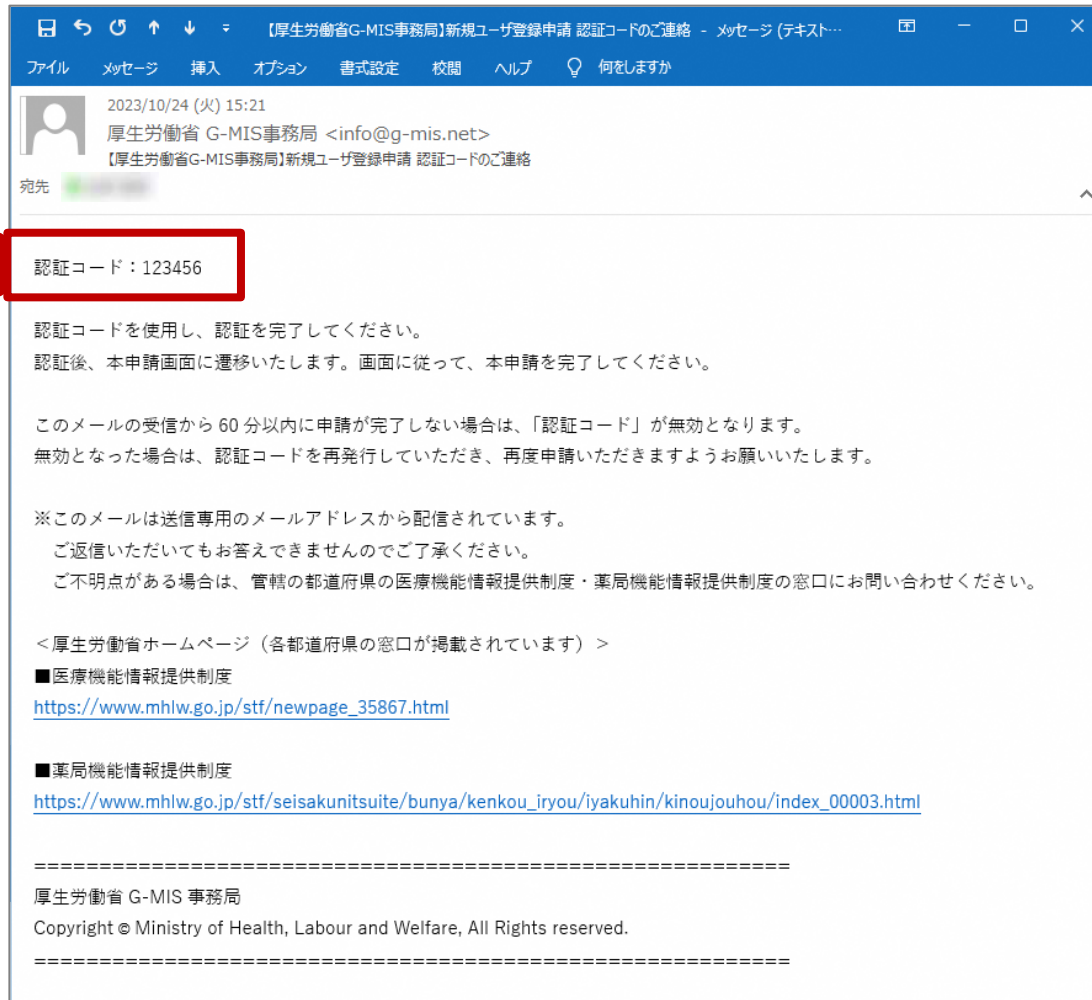 【厚生労働省G-MIS事務局】新規ユーザ登録申請 認証コードのご連絡 - メッセージ (テキスト…
ファイル メッセージ 挿入 オプション 書式設定 校閲 ヘルプ 何をしますか
2023/10/24 (火) 15:21
厚生労働省 G-MIS事務局 <info@g-mis.net>
【厚生労働省G-MIS事務局】新規ユーザ登録申請 認証コードのご連絡
宛先
認証コード：123456
認証コードを使用し、認証を完了してください。
認証後、本申請画面に遷移いたします。画面に従って、本申請を完了してください。
このメールの受信から 60 分以内に申請が完了しない場合は、「認証コード」が無効となります。
無効となった場合は、認証コードを再発行していただき、再度申請いただきますようお願いいたします。
※このメールは送信専用のメールアドレスから配信されています。
ご返信いただいてもお答えできませんのでご了承ください。
ご不明点がある場合は、管轄の都道府県の医療機能情報提供制度・薬局機能情報提供制度の窓口にお問い合わせください。
＜厚生労働省ホームページ（各都道府県の窓口が掲載されています）＞
■医療機能情報提供制度
https://www.mhlw.go.jp/stf/newpage_35867.html
■薬局機能情報提供制度
https://www.mhlw.go.jp/stf/seisakunitsuite/bunya/kenkou_iryou/iyakuhin/kinoujouhou/index_00003.html
==========================================================
厚生労働省 G-MIS 事務局
Copyright © Ministry of Health, Labour and Welfare, All Rights reserved.
==========================================================